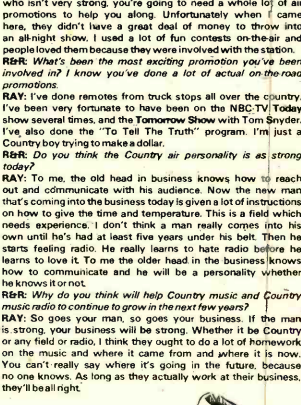 who isn't very strong, you're going to need a whole lot of air
promotions to help you along. Unfortunately when I came
here, they didn't have a great deal of money to throw into
an all-night show. I used a lot of fun contests on-the-air and
people loved them because they were involved with the station.
R&R: What's been the most exciting promotion you've been
involved in? I know you've done a lot of actual on-the-road
promotions.
RAY: I've done remotes from truck stops all over the country.
I've been very fortunate to have been on the NBC-TV Today
show several times, and the Tomorrow Show with Tom Snyder.
I've also done the "To Tell The Truth" program. I'm just a
Country boy trying to make a dollar.
R&R: Do you think the Country air personality is as strong
today?
RAY: To me, the old head in business knows how to reach
out and communicate with his audience. Now the new man
that's coming into the business today is given a lot of instructions
on how to give the time and temperature. This is a field which
needs experience. I don't think a man really comes into his
own until he's had at least five years under his belt. Then he
starts feeling radio. He really learns to hate radio before he
learns to love it. To me the older head in the business knows
how to communicate and he will be a personality whether
he knows it or not.
R&R: Why do you think will help Country music and Country
music radio to continue to grow in the next few years?
RAY: So goes your man, so goes your business. If the man
is strong, your business will be strong. Whether it be Country
or any field or radio, I think they ought to do a lot of homework
on the music and where it came from and where it is now.
You can't really say where it's going in the future, because
no one knows. As long as they actually work at their business,
they'll be all right.